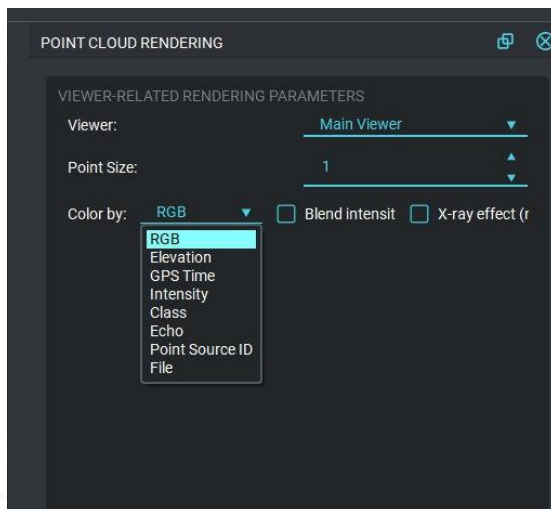 POINT CLOUD RENDERING
VIEWER-RELATED RENDERING PARAMETERS
Viewer: Main Viewer
Point Size: 1
Color by: RGB Blend intensit X-ray effect (r
RGB
Elevation
GPS Time
Intensity
Class
Echo
Point Source ID
File